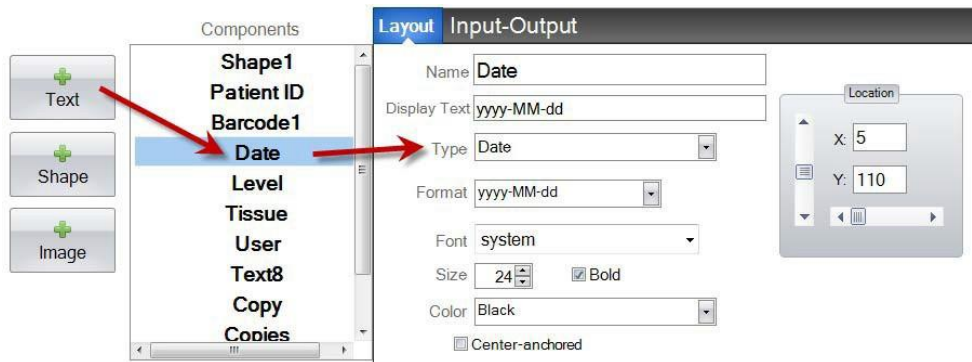 Text
Shape
Image
Components
Shape1
Patient ID
Barcode1
Date
Level
Tissue
User
Text8
Copy
Copies
Layout Input-Output
Name Date
Display Text yyyy-MM-dd
Type Date
Format yyyy-MM-dd
Font system
Size 24 Bold
Color Black
Center-anchored
Location
X: 5
Y: 110